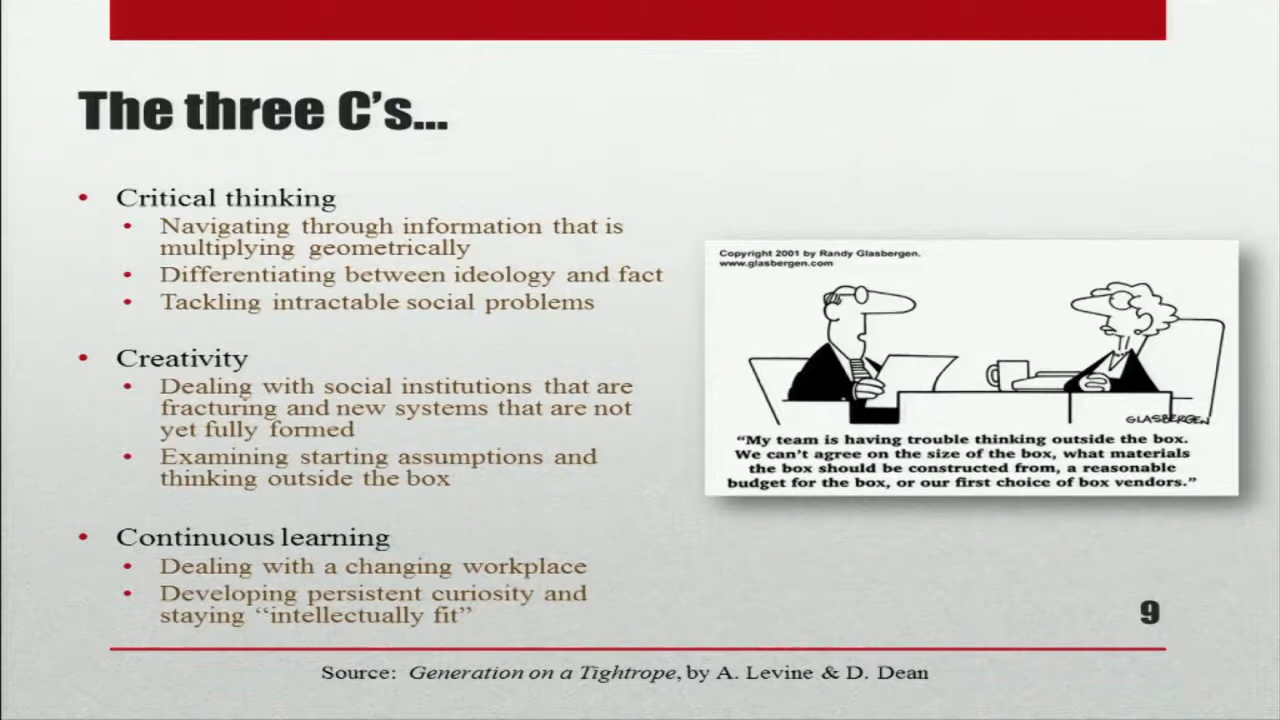 The three C’s...
• Critical thinking
• Navigating through information that is
multiplying geometrically
• Differentiating between ideology and fact
• Tackling intractable social problems
• Creativity
• Dealing with social institutions that are
fracturing and new systems that are not
yet fully formed
• Examining starting assumptions and
thinking outside the box
• Continuous learning
• Dealing with a changing workplace
• Developing persistent curiosity and
staying “intellectually fit”
Copyright 2001 by Randy Glasbergen.
www.glasbergen.com
GLASBERGEN
“My team is having trouble thinking outside the box.
We can’t agree on the size of the box, what materials
the box should be constructed from, a reasonable
budget for the box, or our first choice of box vendors.”
9
Source: Generation on a Tightrope, by A. Levine & D. Dean